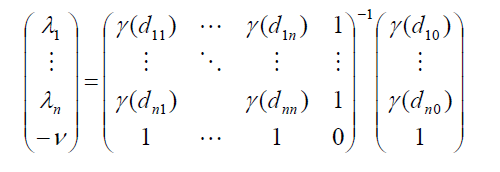 λ₁ γ(d₁₁) ⋯ γ(d₁ₙ) 1 ⁻¹ γ(d₁₀)
⋮ = ⋮ ⋱ ⋮ ⋮ ⋮
λₙ γ(dₙ₁) γ(dₙₙ) 1 γ(dₙ₀)
−ν 1 ⋯ 1 0 1